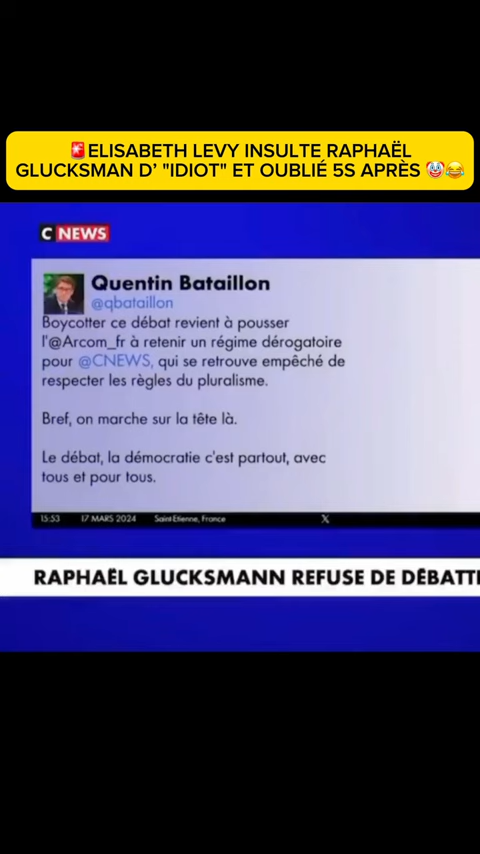 🚨ELISABETH LEVY INSULTE RAPHAËL
GLUCKSMAN D’ "IDIOT" ET OUBLIÉ 5S APRÈS 🤡😂
C NEWS
Quentin Bataillon
@qbataillon
Boycotter ce débat revient à pousser
l'@Arcom_fr à retenir un régime dérogatoire
pour @CNEWS, qui se retrouve empêché de
respecter les règles du pluralisme.
Bref, on marche sur la tête là.
Le débat, la démocratie c'est partout, avec
tous et pour tous.
15:53 17 MARS 2024 Saint-Etienne, France X
RAPHAËL GLUCKSMANN REFUSE DE DÉBATT